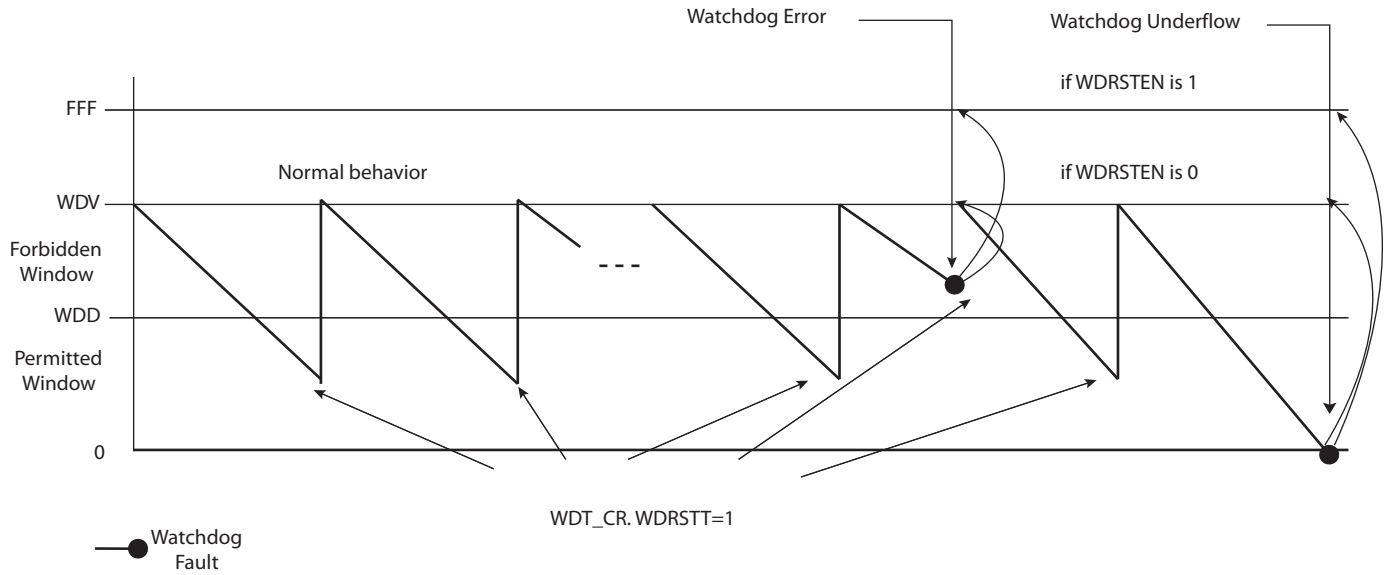 Watchdog Error
Watchdog Underflow
if WDRSTEN is 1
FFF
Normal behavior
if WDRSTEN is 0
WDV
Forbidden
Window
WDD
Permitted
Window
0
WDT_CR. WDRSTT=1
Watchdog
Fault